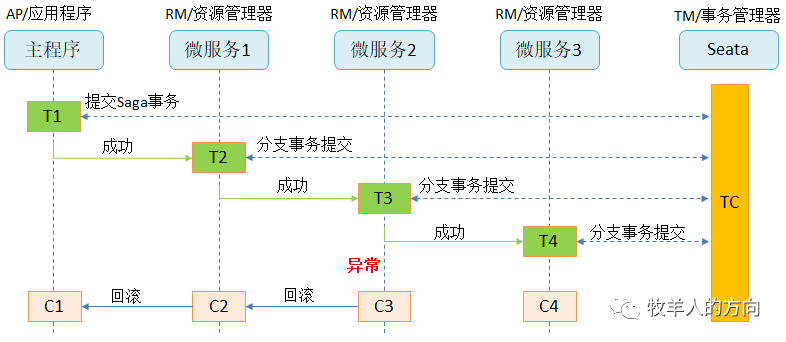 AP/应用程序
RM/资源管理器
RM/资源管理器
RM/资源管理器
TM/事务管理器
主程序
微服务1
微服务2
微服务3
Seata
提交Saga事务
T1
成功
T2
分支事务提交
成功
T3
分支事务提交
TC
成功
T4
分支事务提交
异常
C1
回滚
C2
回滚
C3
C4
牧羊人的方向